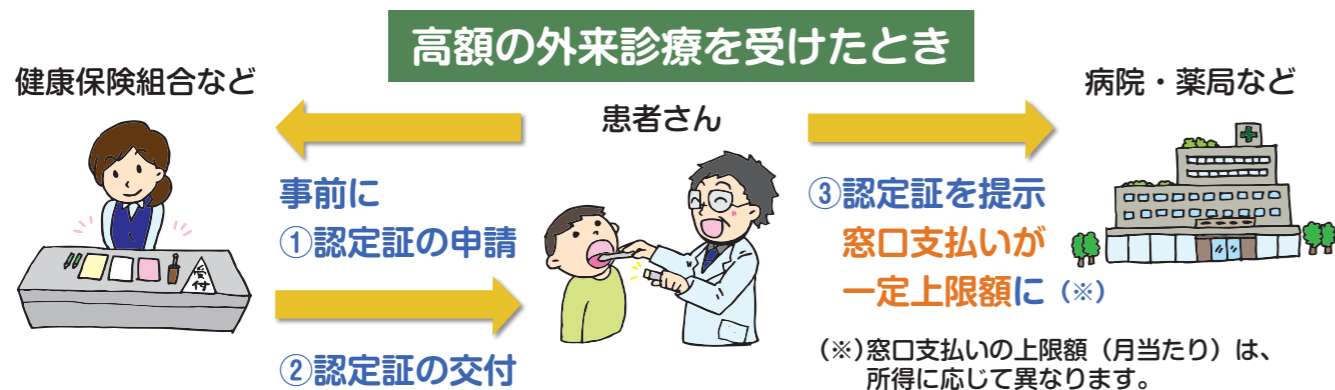 高額の外来診療を受けたとき
健康保険組合など
患者さん
病院・薬局など
事前に
①認定証の申請
②認定証の交付
受付
③認定証を提示
窓口支払いが
一定上限額に（※）
（※）窓口支払いの上限額（月当たり）は、
所得に応じて異なります。